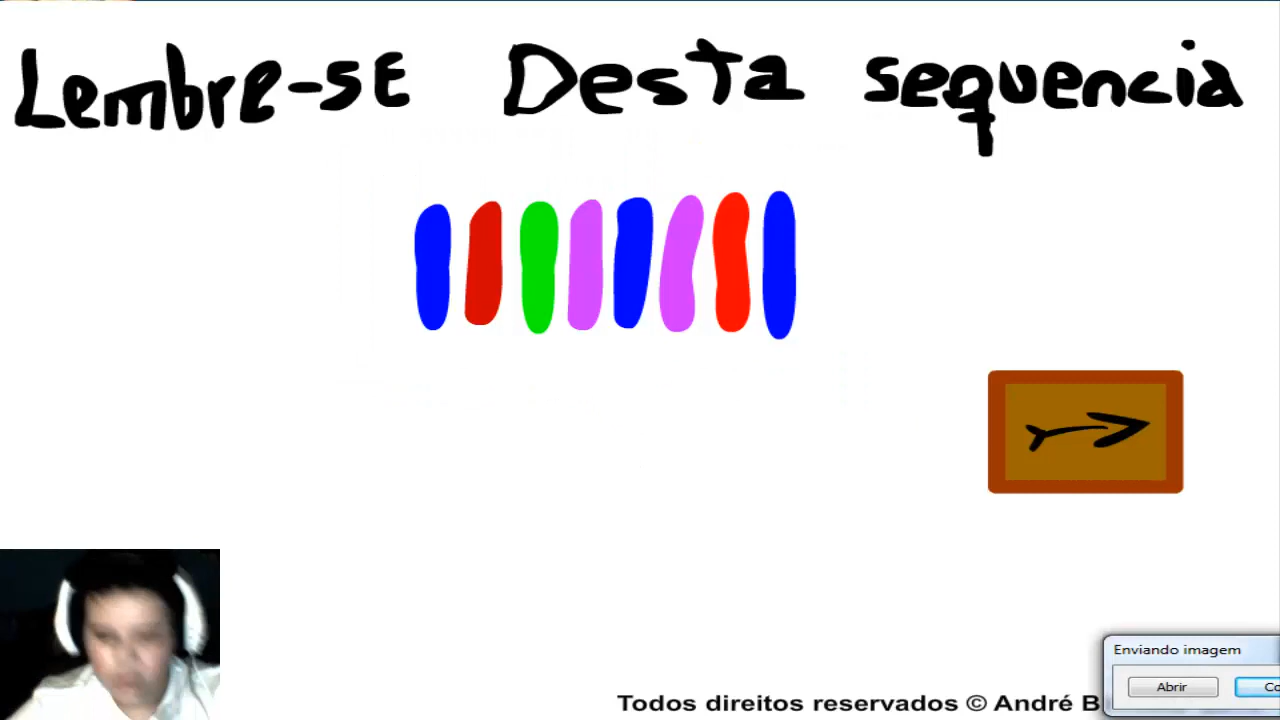 Lembre-se Desta sequencia
Enviando imagem
Abrir
Todos direitos reservados © André B